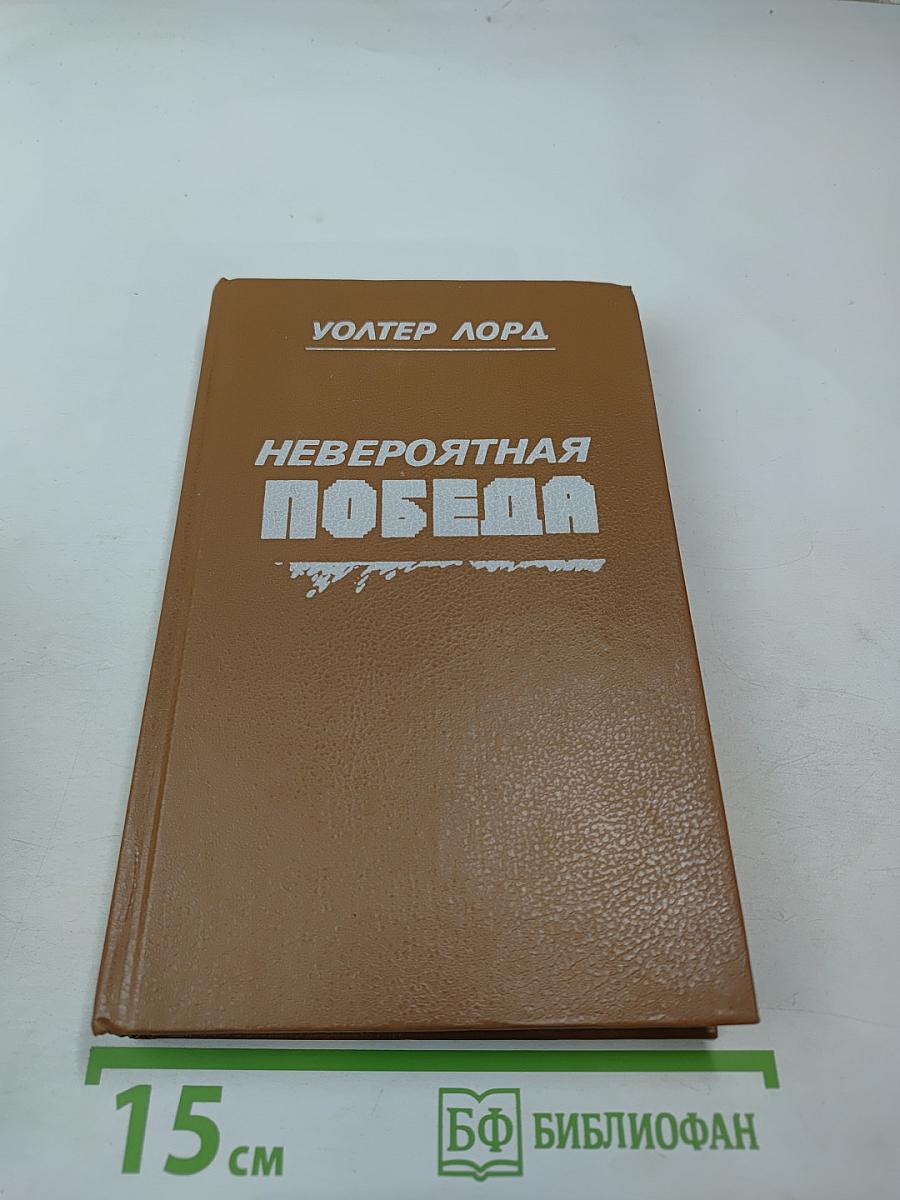 УОЛТЕР ЛОРД
НЕВЕРОЯТНАЯ
ПОБЕДА
15 см
БФ БИБЛИОФАН